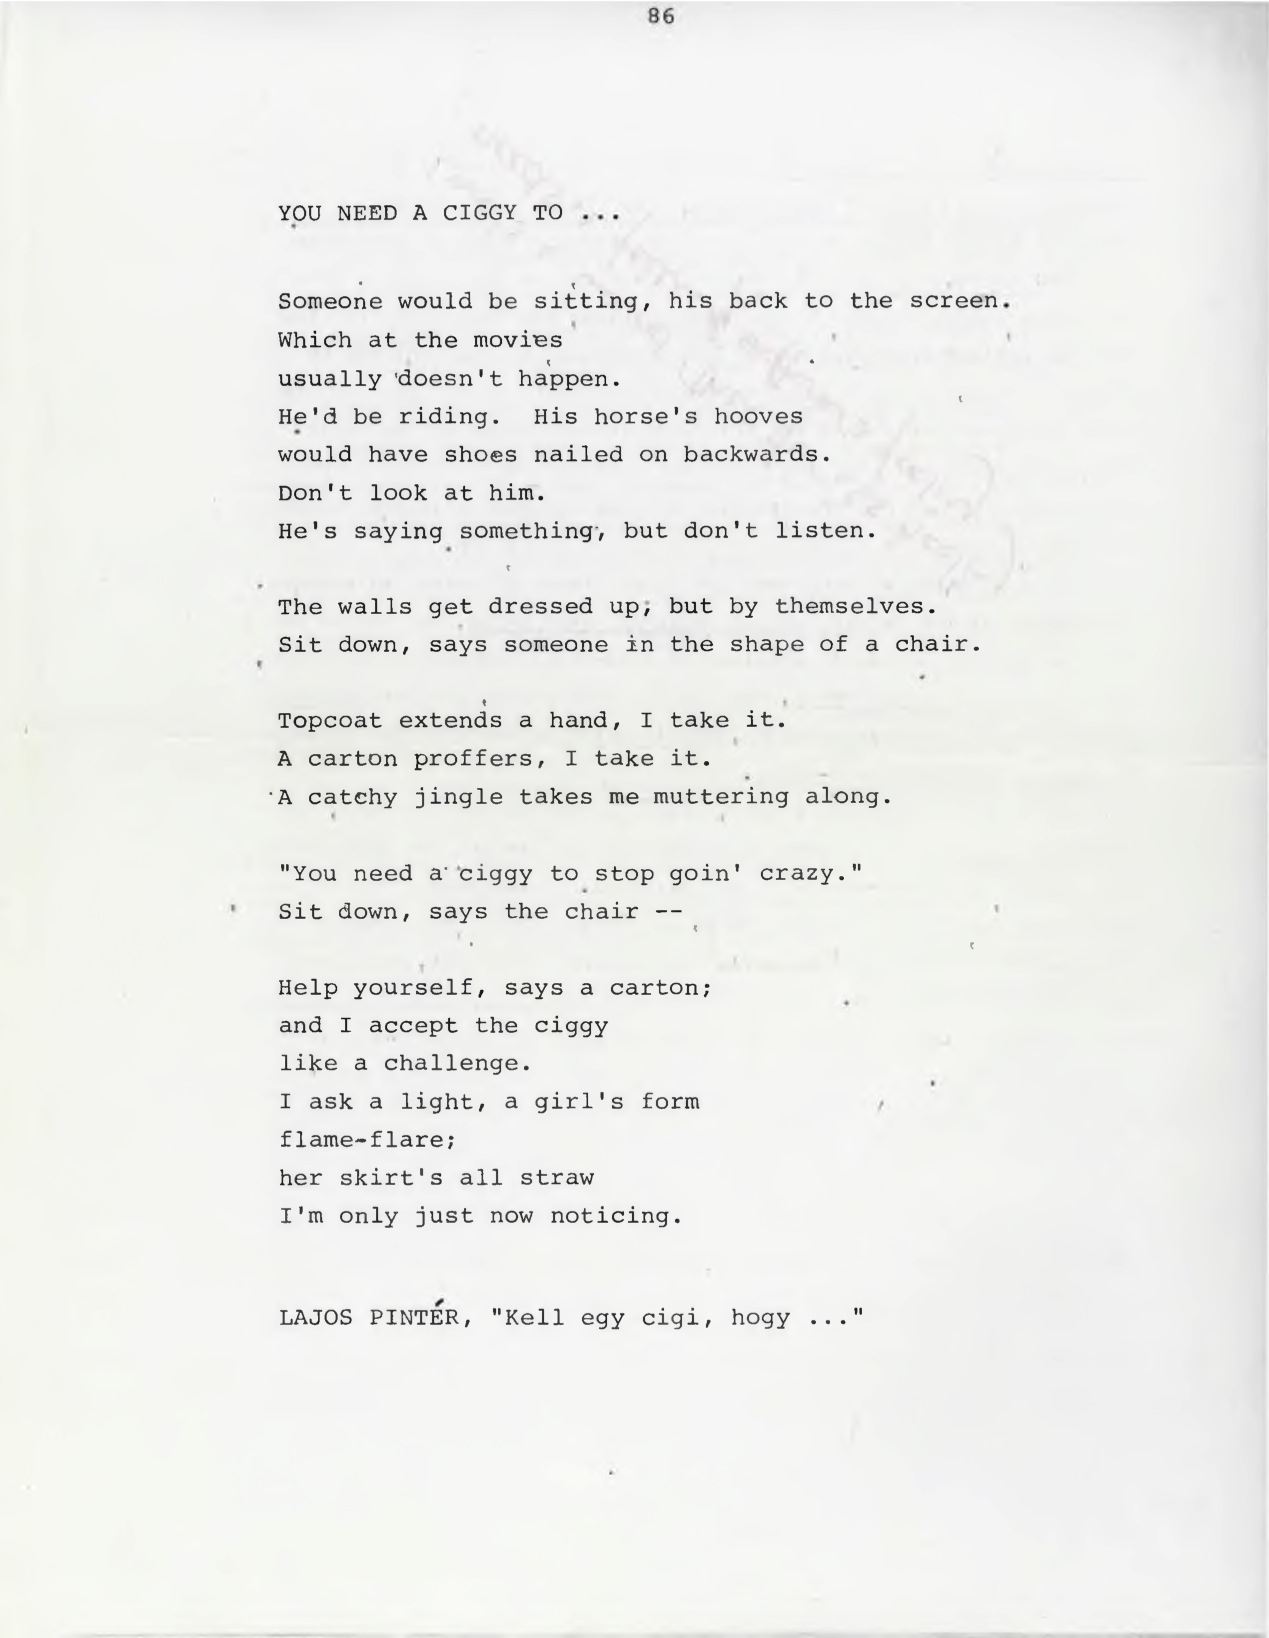 86
YOU NEED A CIGGY TO ...
Someone would be sitting, his back to the screen.
Which at the movies
usually doesn't happen.
He'd be riding.  His horse's hooves
would have shoes nailed on backwards.
Don't look at him.
He's saying something, but don't listen.
The walls get dressed up, but by themselves.
Sit down, says someone in the shape of a chair.
Topcoat extends a hand, I take it.
A carton proffers, I take it.
A catchy jingle takes me muttering along.
"You need a ciggy to stop goin' crazy."
Sit down, says the chair --
Help yourself, says a carton;
and I accept the ciggy
like a challenge.
I ask a light, a girl's form
flame-flare;
her skirt's all straw
I'm only just now noticing.
LAJOS PINTÉR, "Kell egy cigi, hogy ..."